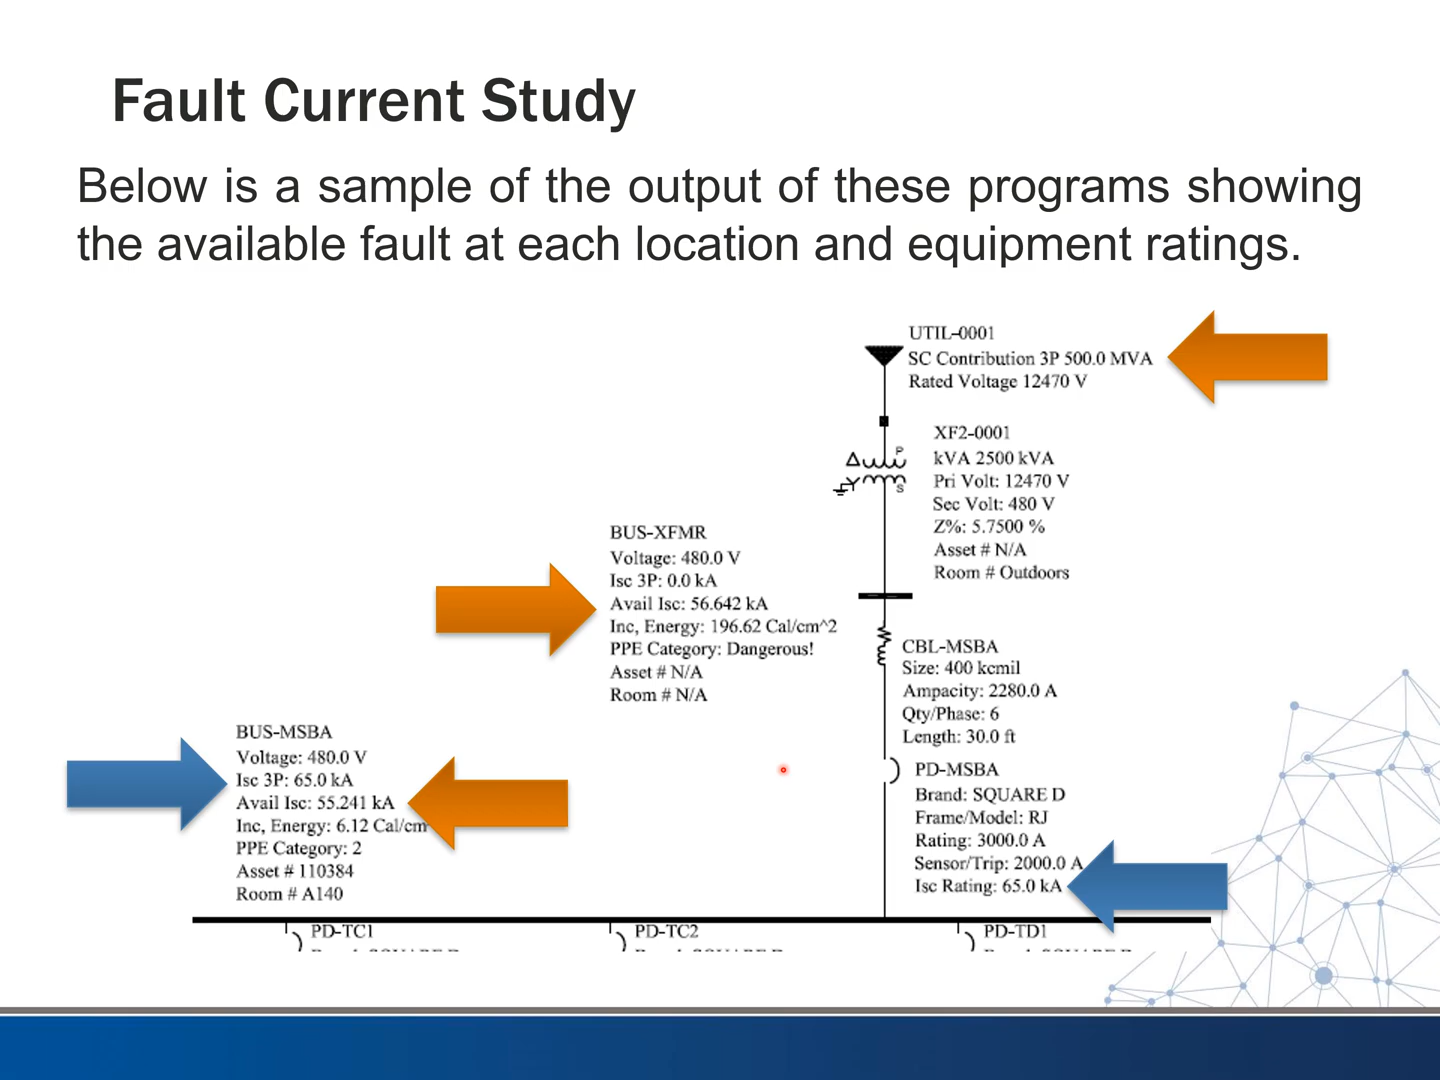 Fault Current Study
Below is a sample of the output of these programs showing
the available fault at each location and equipment ratings.
UTIL-0001
SC Contribution 3P 500.0 MVA
Rated Voltage 12470 V
XF2-0001
kVA 2500 kVA
Pri Volt: 12470 V
Sec Volt: 480 V
Z%: 5.7500 %
Asset # N/A
Room # Outdoors
P
S
BUS-XFMR
Voltage: 480.0 V
Isc 3P: 0.0 kA
Avail Isc: 56.642 kA
Inc, Energy: 196.62 Cal/cm^2
PPE Category: Dangerous!
Asset # N/A
Room # N/A
CBL-MSBA
Size: 400 kcmil
Ampacity: 2280.0 A
Qty/Phase: 6
Length: 30.0 ft
BUS-MSBA
Voltage: 480.0 V
Isc 3P: 65.0 kA
Avail Isc: 55.241 kA
Inc, Energy: 6.12 Cal/cm
PPE Category: 2
Asset # 110384
Room # A140
PD-MSBA
Brand: SQUARE D
Frame/Model: RJ
Rating: 3000.0 A
Sensor/Trip: 2000.0 A
Isc Rating: 65.0 kA
PD-TC1
PD-TC2
PD-TD1